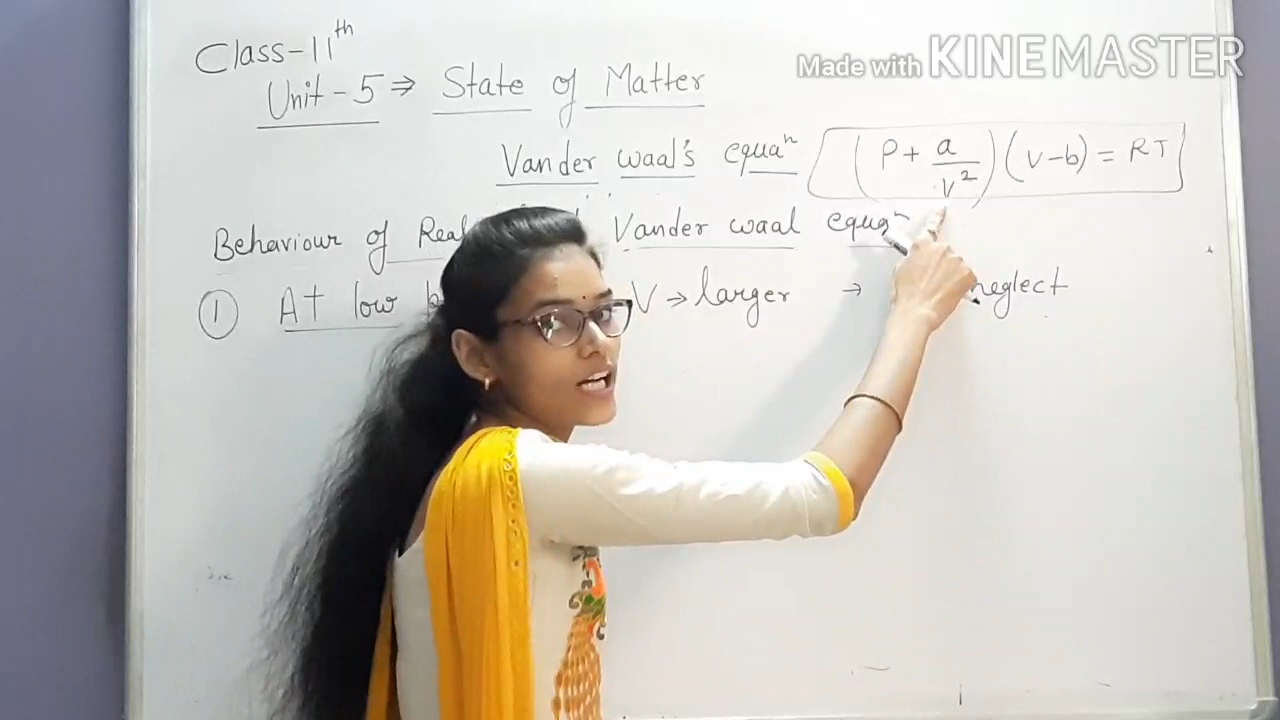 Class-11th
Made with KINEMASTER
Unit-5 ⇒ State of Matter
Vander waal's equaⁿ (P + a/v²)(v-b) = RT
Behaviour of Real Vander waal equaⁿ
① At low V → larger → neglect